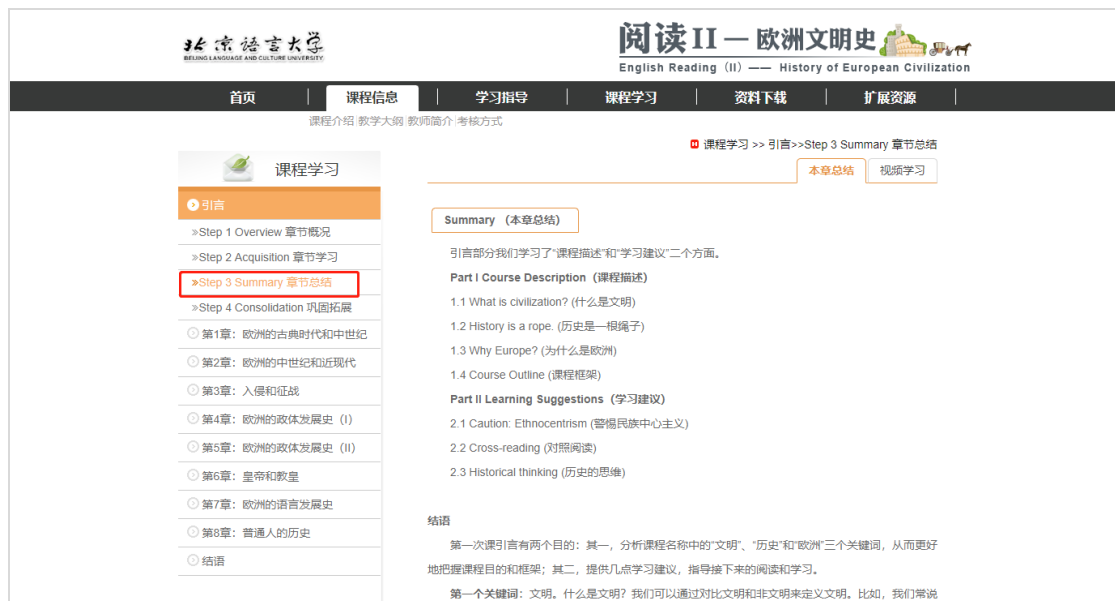 北京语言大学
BEIJING LANGUAGE AND CULTURE UNIVERSITY
阅读II — 欧洲文明史
English Reading (II) —— History of European Civilization
首页 课程信息 学习指导 课程学习 资料下载 扩展资源
课程介绍 教学大纲 教师简介 考核方式
课程学习 >> 引言>>Step 3 Summary 章节总结
本章总结 视频学习
课程学习
引言
»Step 1 Overview 章节概况
»Step 2 Acquisition 章节学习
»Step 3 Summary 章节总结
»Step 4 Consolidation 巩固拓展
第1章：欧洲的古典时代和中世纪
第2章：欧洲的中世纪和近现代
第3章：入侵和征战
第4章：欧洲的政体发展史（I）
第5章：欧洲的政体发展史（II）
第6章：皇帝和教皇
第7章：欧洲的语言发展史
第8章：普通人的历史
结语
Summary （本章总结）
引言部分我们学习了“课程描述”和“学习建议”二个方面。
Part I Course Description（课程描述）
1.1 What is civilization? (什么是文明)
1.2 History is a rope. (历史是一根绳子)
1.3 Why Europe? (为什么是欧洲)
1.4 Course Outline (课程框架)
Part II Learning Suggestions（学习建议）
2.1 Caution: Ethnocentrism (警惕民族中心主义)
2.2 Cross-reading (对照阅读)
2.3 Historical thinking (历史的思维)
结语
第一次课引言有两个目的：其一，分析课程名称中的“文明”、“历史”和“欧洲”三个关键词，从而更好
地把握课程目的和框架；其二，提供几点学习建议，指导接下来的阅读和学习。
第一个关键词：文明。什么是文明？我们可以通过对比文明和非文明来定义文明。比如，我们常说